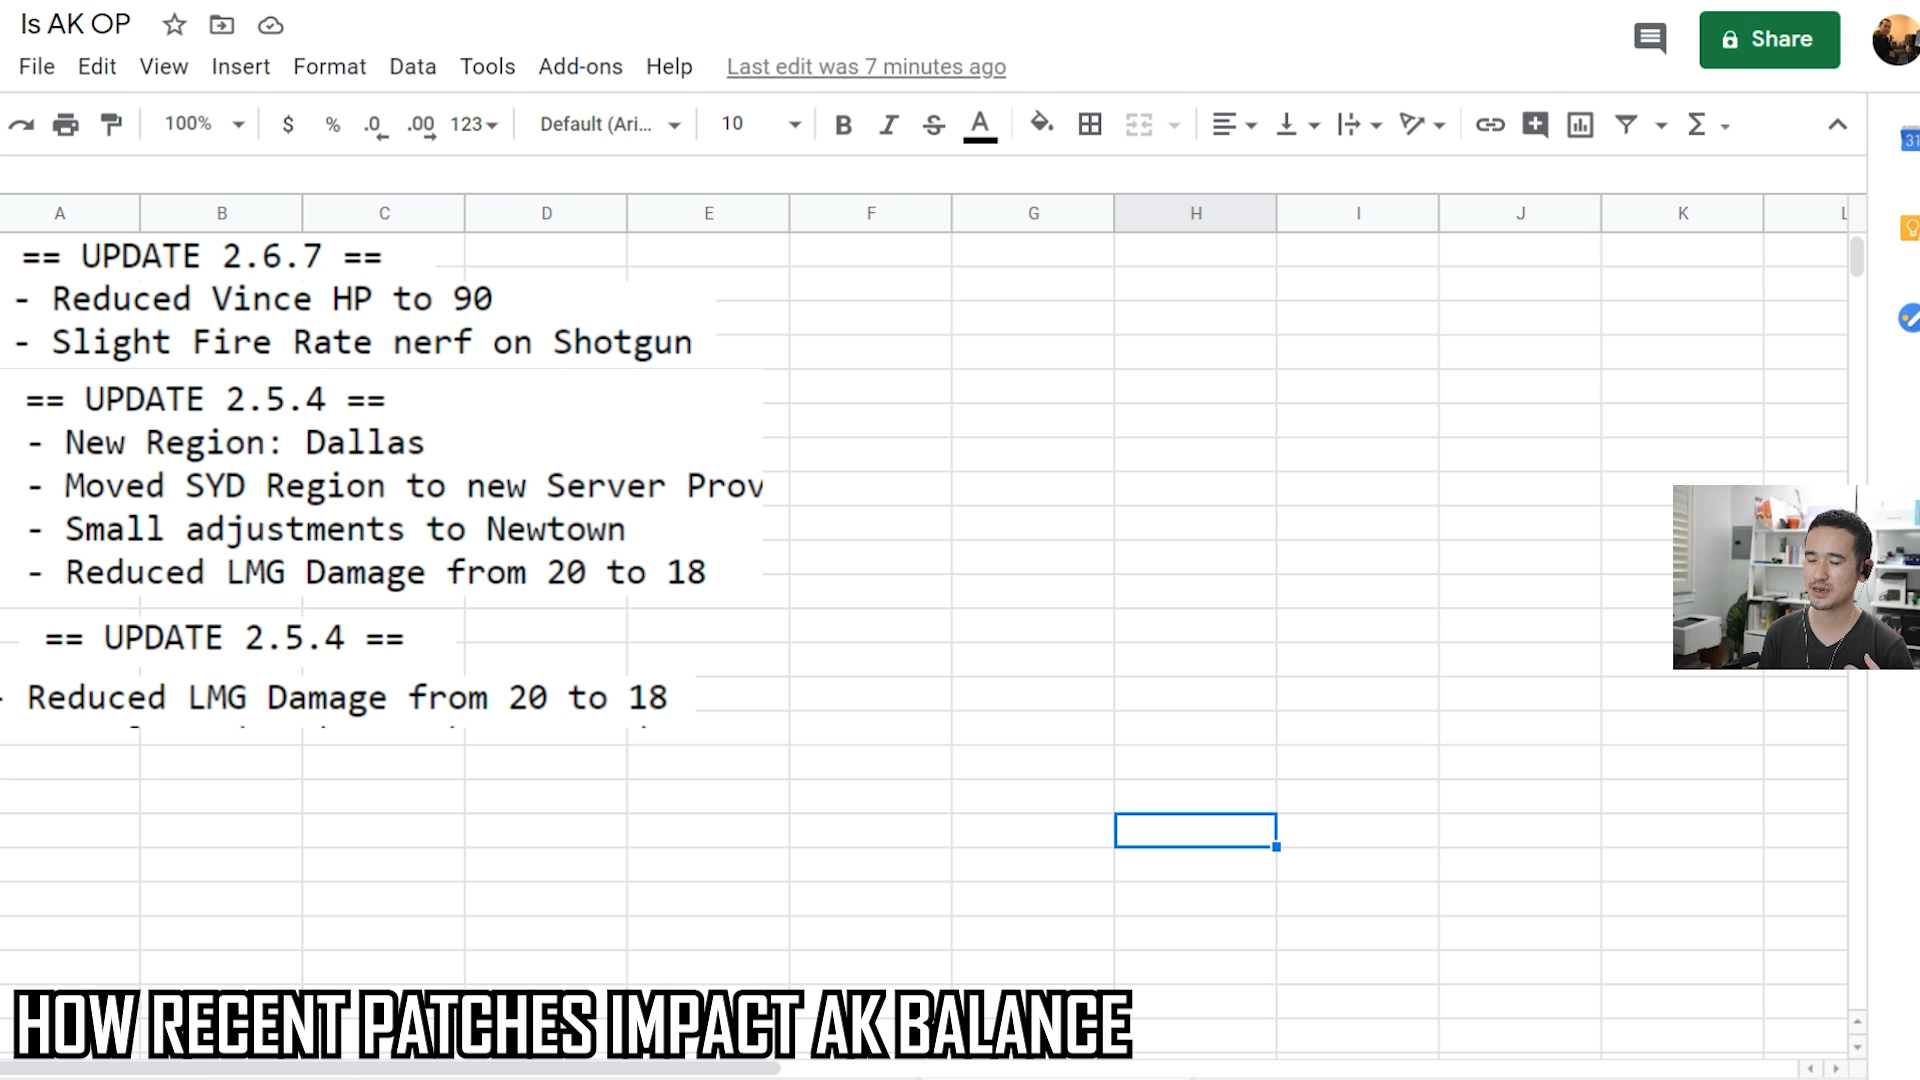 Is AK OP
Share
File Edit View Insert Format Data Tools Add-ons Help Last edit was 7 minutes ago
100% $ % .0 .00 123 Default (Ari... 10 B I S A Σ
31
A B C D E F G H I J K L
== UPDATE 2.6.7 ==
- Reduced Vince HP to 90
- Slight Fire Rate nerf on Shotgun
== UPDATE 2.5.4 ==
- New Region: Dallas
- Moved SYD Region to new Server Prov
- Small adjustments to Newtown
- Reduced LMG Damage from 20 to 18
== UPDATE 2.5.4 ==
- Reduced LMG Damage from 20 to 18
HOW RECENT PATCHES IMPACT AK BALANCE